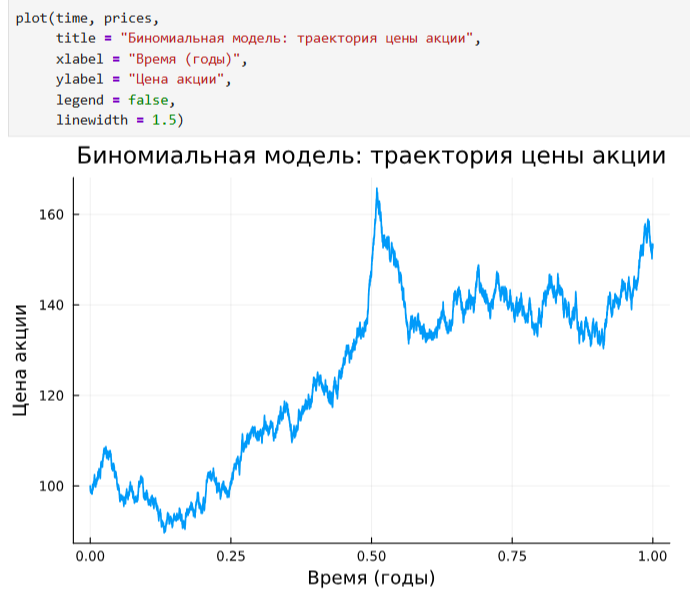 plot(time, prices,
title = "Биномиальная модель: траектория цены акции",
xlabel = "Время (годы)",
ylabel = "Цена акции",
legend = false,
linewidth = 1.5)
Биномиальная модель: траектория цены акции
160
140
120
100
Цена акции
0.00 0.25 0.50 0.75 1.00
Время (годы)